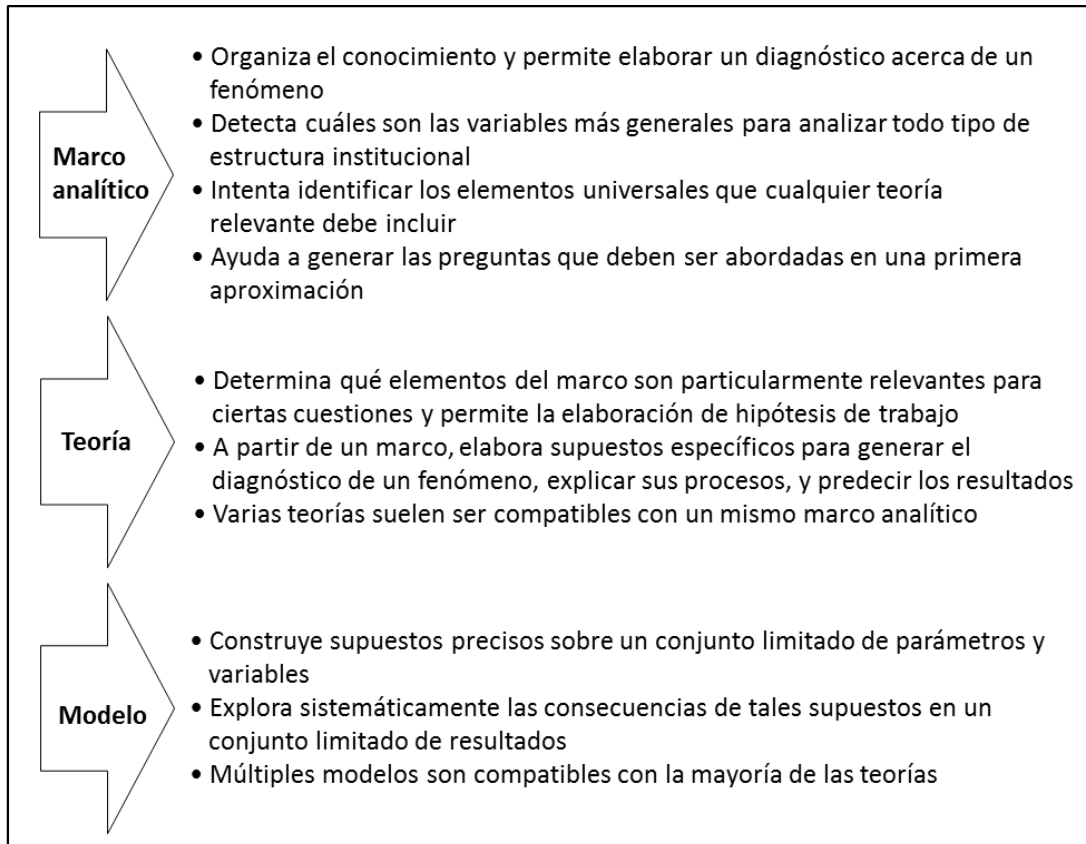 Marco
analítico
• Organiza el conocimiento y permite elaborar un diagnóstico acerca de un
fenómeno
• Detecta cuáles son las variables más generales para analizar todo tipo de
estructura institucional
• Intenta identificar los elementos universales que cualquier teoría
relevante debe incluir
• Ayuda a generar las preguntas que deben ser abordadas en una primera
aproximación
Teoría
• Determina qué elementos del marco son particularmente relevantes para
ciertas cuestiones y permite la elaboración de hipótesis de trabajo
• A partir de un marco, elabora supuestos específicos para generar el
diagnóstico de un fenómeno, explicar sus procesos, y predecir los resultados
• Varias teorías suelen ser compatibles con un mismo marco analítico
Modelo
• Construye supuestos precisos sobre un conjunto limitado de parámetros y
variables
• Explora sistemáticamente las consecuencias de tales supuestos en un
conjunto limitado de resultados
• Múltiples modelos son compatibles con la mayoría de las teorías